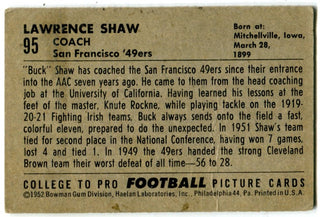 LAWRENCE SHAW
95 COACH
San Francisco '49ers
Born at:
Mitchellville, Iowa,
March 28,
1899
"Buck" Shaw has coached the San Francisco 49ers since their entrance
into the AAC seven years ago. He came to them from the head coaching
job at the University of California. Having learned his lessons at the
feet of the master, Knute Rockne, while playing tackle on the 1919-
20-21 Fighting Irish teams, Buck always sends onto the field a fast,
colorful eleven, prepared to do the unexpected. In 1951 Shaw's team
tied for second place in the National Conference, having won 7 games,
lost 4 and tied 1. In 1949 the 49ers handed the strong Cleveland
Brown team their worst defeat of all time—56 to 28.
COLLEGE TO PRO FOOTBALL PICTURE CARDS
©1952 Bowman Gum Division, Haelan Laboratories, Inc., Philadelphia 44, Pa. Printed in U.S.A.